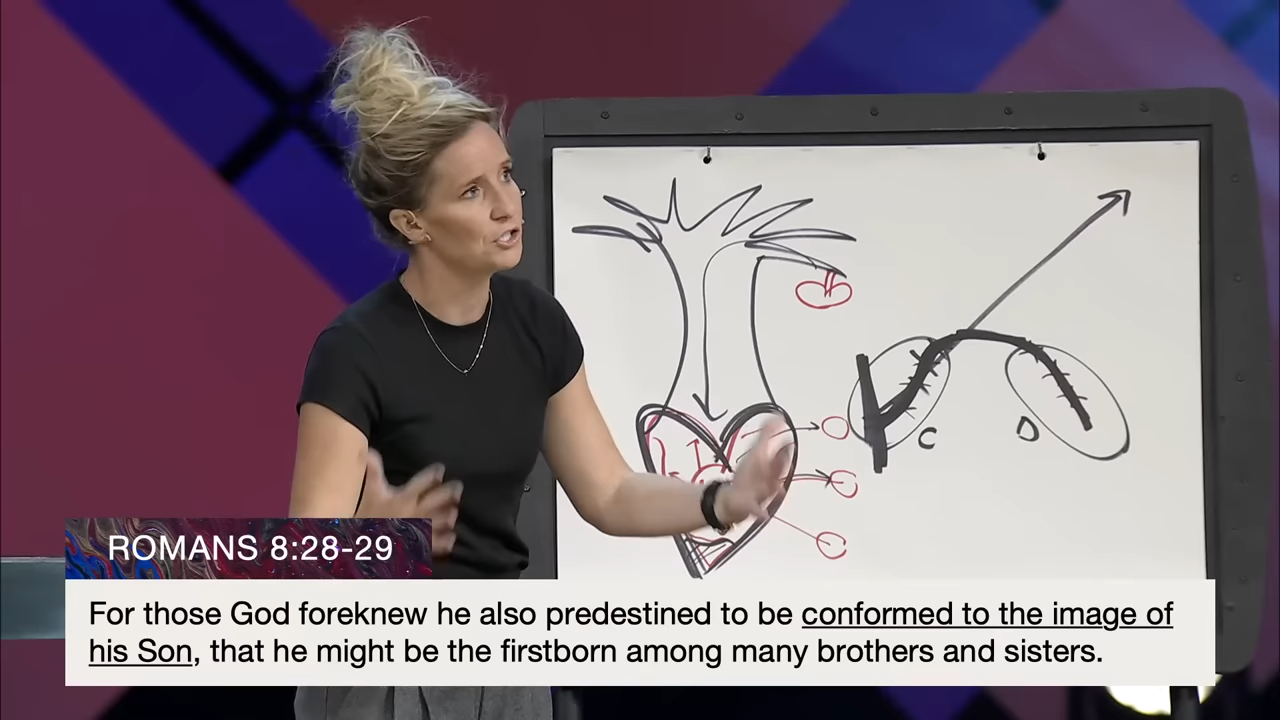 C
D
ROMANS 8:28-29
For those God foreknew he also predestined to be conformed to the image of
his Son, that he might be the firstborn among many brothers and sisters.